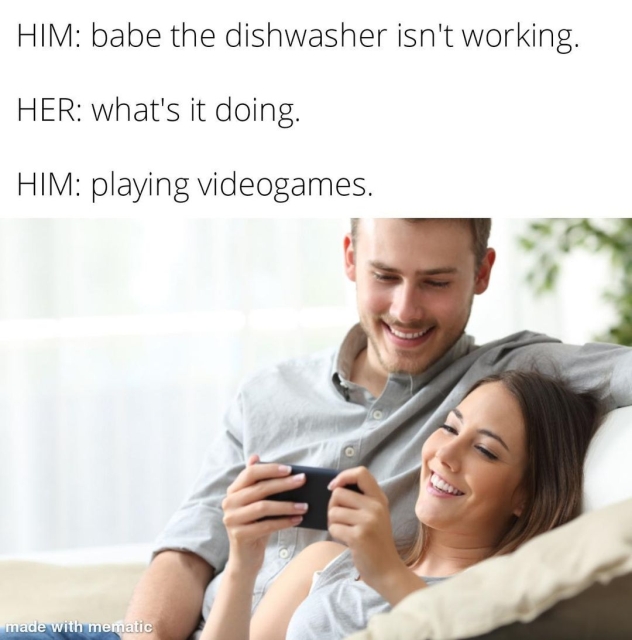 HIM: babe the dishwasher isn't working.
HER: what's it doing.
HIM: playing videogames.
made with mematic